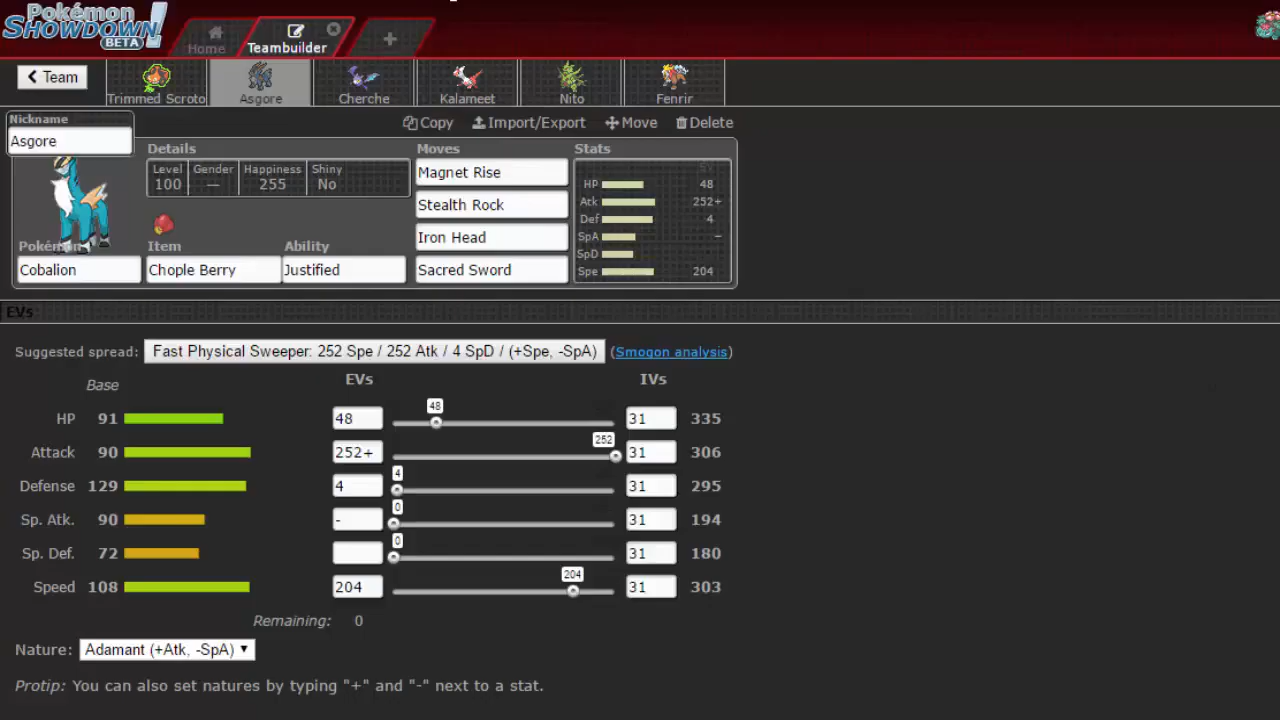 Pokémon
SHOWDOWN!
BETA
Home
Teambuilder
+
Team
Trimmed Scroto
Asgore
Cherche
Kalameet
Nito
Fenrir
Copy
Import/Export
Move
Delete
Nickname
Asgore
Details
Level Gender Happiness Shiny
100 — 255 No
Pokémon
Cobalion
Item
Chople Berry
Ability
Justified
Moves
Magnet Rise
Stealth Rock
Iron Head
Sacred Sword
Stats
EV
HP 48
Atk 252+
Def 4
SpA −
SpD
Spe 204
EVs
Suggested spread: Fast Physical Sweeper: 252 Spe / 252 Atk / 4 SpD / (+Spe, -SpA) (Smogon analysis)
Base EVs IVs
HP 91 48 48 31 335
Attack 90 252+ 252 31 306
Defense 129 4 4 31 295
Sp. Atk. 90 - 0 31 194
Sp. Def. 72 0 31 180
Speed 108 204 204 31 303
Remaining: 0
Nature: Adamant (+Atk, -SpA)
Protip: You can also set natures by typing "+" and "-" next to a stat.